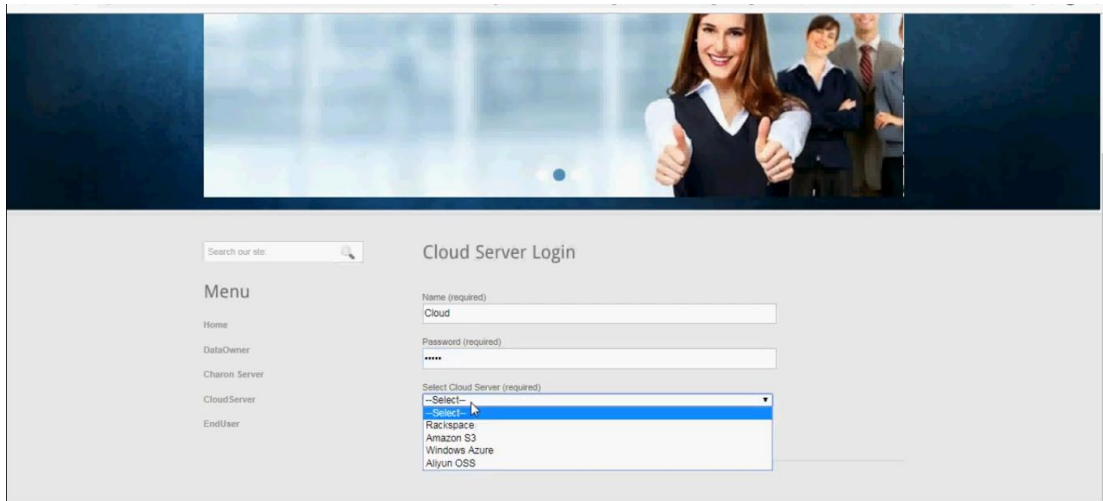 Search our ste:
Menu
Home
DataOwner
Charon Server
CloudServer
EndUser
Cloud Server Login
Name (required)
Cloud
Password (required)
•••••
Select Cloud Server (required)
--Select--
--Select--
Rackspace
Amazon S3
Windows Azure
Aliyun OSS